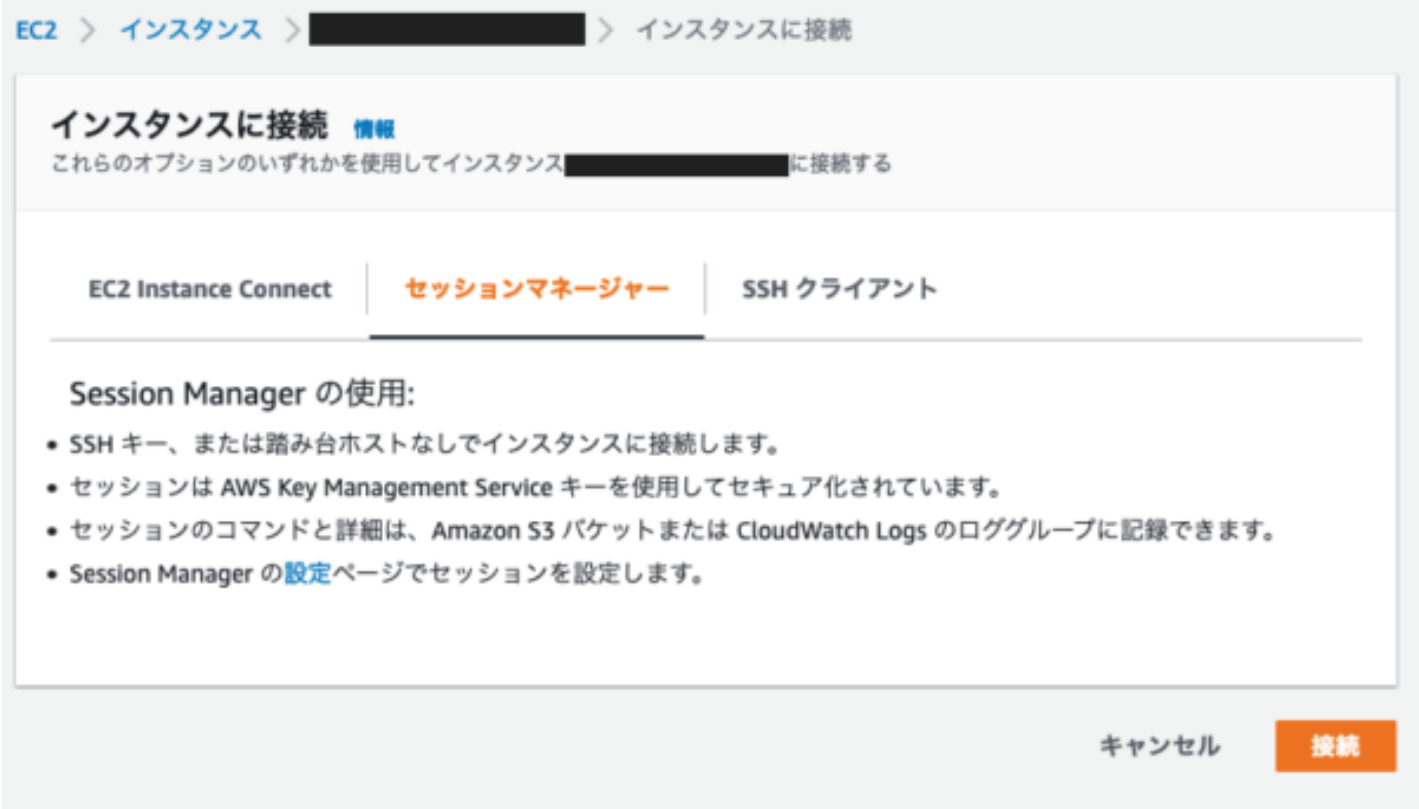 EC2 > インスタンス > > インスタンスに接続
インスタンスに接続 情報
これらのオプションのいずれかを使用してインスタンス に接続する
EC2 Instance Connect セッションマネージャー SSH クライアント
Session Manager の使用:
• SSH キー、または踏み台ホストなしでインスタンスに接続します。
• セッションは AWS Key Management Service キーを使用してセキュア化されています。
• セッションのコマンドと詳細は、Amazon S3 バケットまたは CloudWatch Logs のロググループに記録できます。
• Session Manager の設定ページでセッションを設定します。
キャンセル 接続